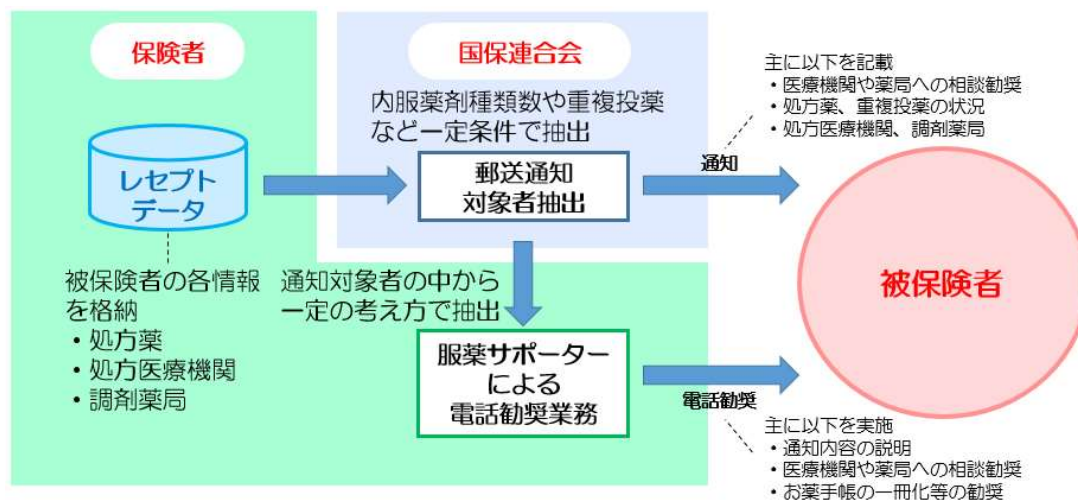 保険者
レセプト
データ
被保険者の各情報
を格納
・処方薬
・処方医療機関
・調剤薬局
国保連合会
内服薬剤種類数や重複投薬
など一定条件で抽出
郵送通知
対象者抽出
通知対象者の中から
一定の考え方で抽出
服薬サポーター
による
電話勧奨業務
主に以下を記載
・医療機関や薬局への相談勧奨
・処方薬、重複投薬の状況
・処方医療機関、調剤薬局
通知
被保険者
電話勧奨
主に以下を実施
・通知内容の説明
・医療機関や薬局への相談勧奨
・お薬手帳の一冊化等の勧奨